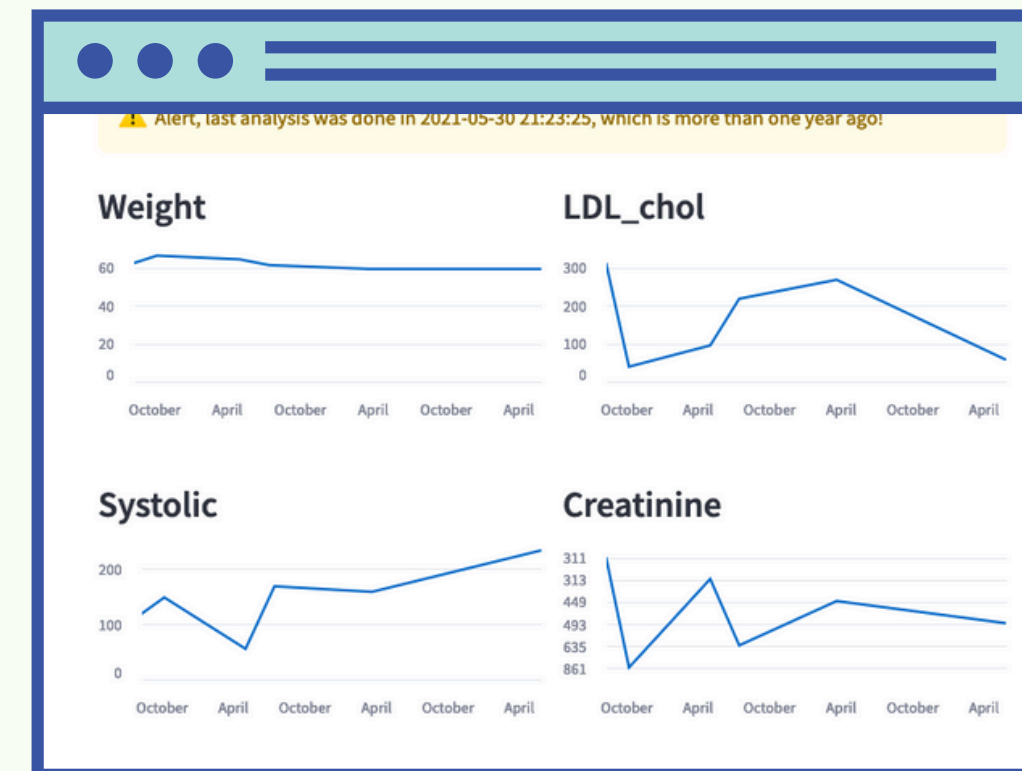 Alert, last analysis was done in 2021-05-30 21:23:25, which is more than one year ago!
Weight
60
40
20
0
October April October April October April
LDL_chol
300
200
100
0
October April October April October April
Systolic
200
100
0
October April October April October April
Creatinine
311
313
449
493
635
861
October April October April October April